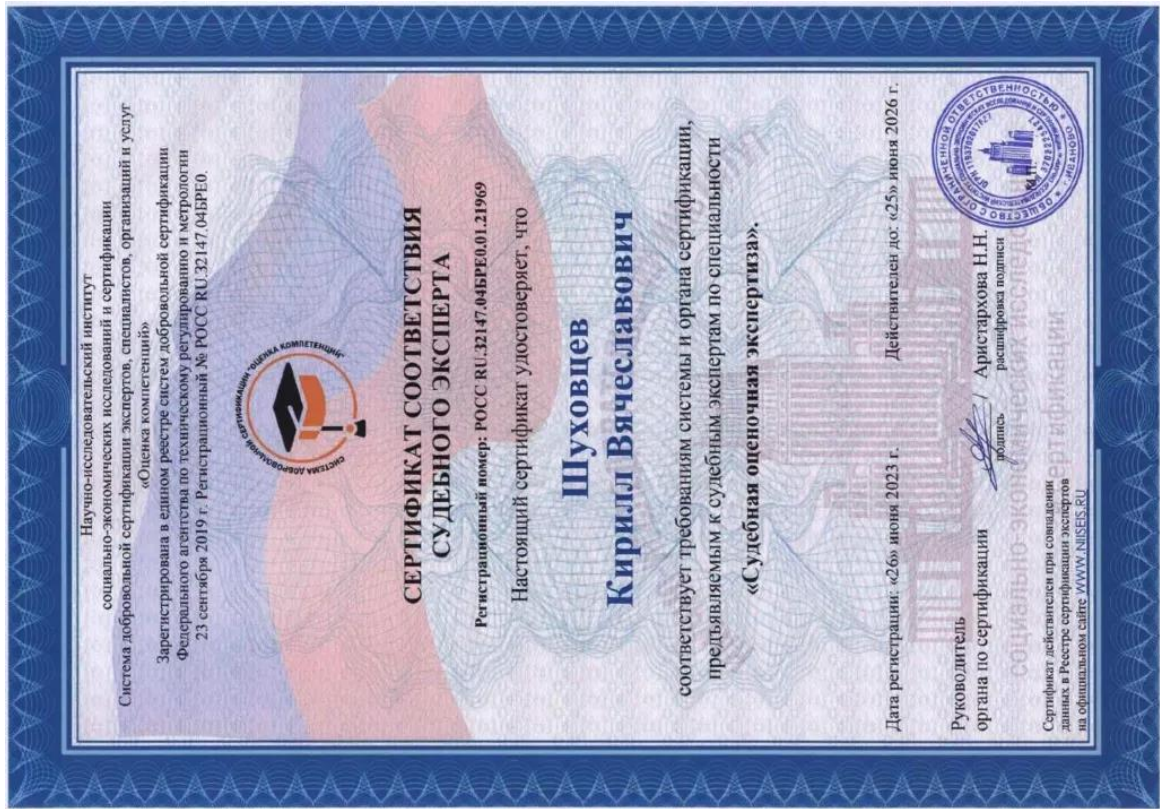 Научно-исследовательский институт
социально-экономических исследований и сертификации
Система добровольной сертификации экспертов, специалистов, организаций и услуг
«Оценка компетенций»
Зарегистрирована в едином реестре систем добровольной сертификации
Федерального агентства по техническому регулированию и метрологии
23 сентября 2019 г. Регистрационный № РОСС RU.32147.04БРЕ0.
СИСТЕМА ДОБРОВОЛЬНОЙ СЕРТИФИКАЦИИ "ОЦЕНКА КОМПЕТЕНЦИЙ"
СЕРТИФИКАТ СООТВЕТСТВИЯ
СУДЕБНОГО ЭКСПЕРТА
Регистрационный номер: РОСС RU.32147.04БРЕ0.01.21969
Настоящий сертификат удостоверяет, что
Шуховцев
Кирилл Вячеславович
соответствует требованиям системы и органа сертификации,
предъявляемым к судебным экспертам по специальности
«Судебная оценочная экспертиза».
Дата регистрации: «26» июня 2023 г. Действителен до: «25» июня 2026 г.
Руководитель
органа по сертификации / Аристархова Н.Н.
подпись расшифровка подписи
М.П.
ОБЩЕСТВО С ОГРАНИЧЕННОЙ ОТВЕТСТВЕННОСТЬЮ
г. ИВАНОВО
Сертификат действителен при совпадении
данных в Реестре сертификации экспертов
на официальном сайте WWW.NIISEIS.RU